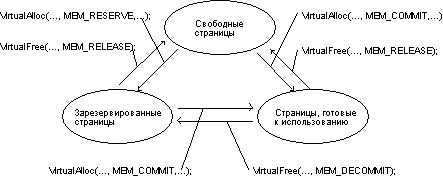 VirtualAlloc(..., MEM_RESERVE,...);
VirtualAlloc(..., MEM_COMMIT,...)
Свободные
страницы
VirtualFree(..., MEM_RELEASE);
VirtualFree(..., MEM_RELEASE);
Зарезервированные
страницы
Страницы, готовые
к использованию
VirtualAlloc(..., MEM_COMMIT,...);
VirtualFree(..., MEM_DECOMMIT);